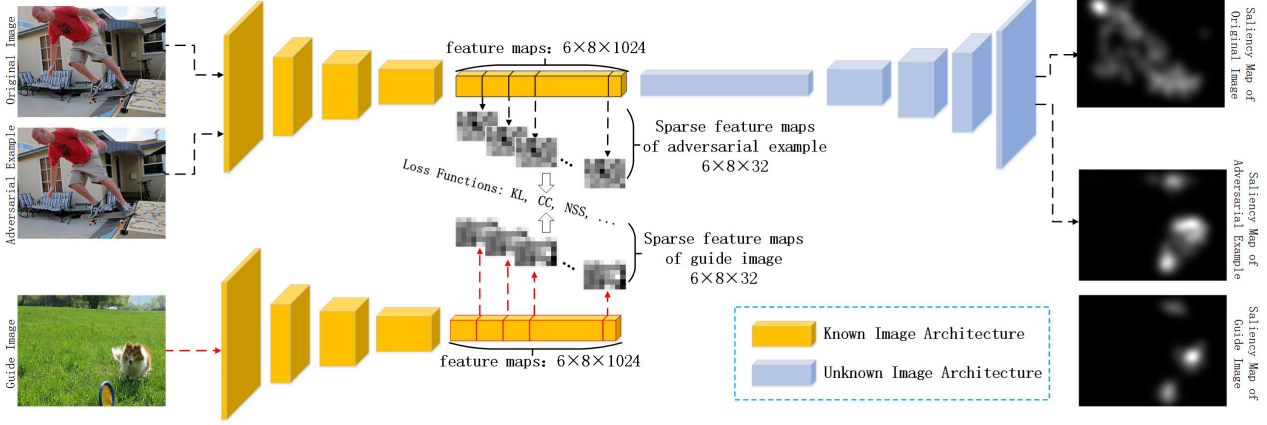 Original Image
Adversarial Example
Guide Image
feature maps: 6×8×1024
Sparse feature maps
of adversarial example
6×8×32
Loss Functions: KL, CC, NSS, ...
Sparse feature maps
of guide image
6×8×32
feature maps: 6×8×1024
Known Image Architecture
Unknown Image Architecture
Saliency Map of
Original Image
Saliency Map of
Adversarial Example
Saliency Map of
Guide Image